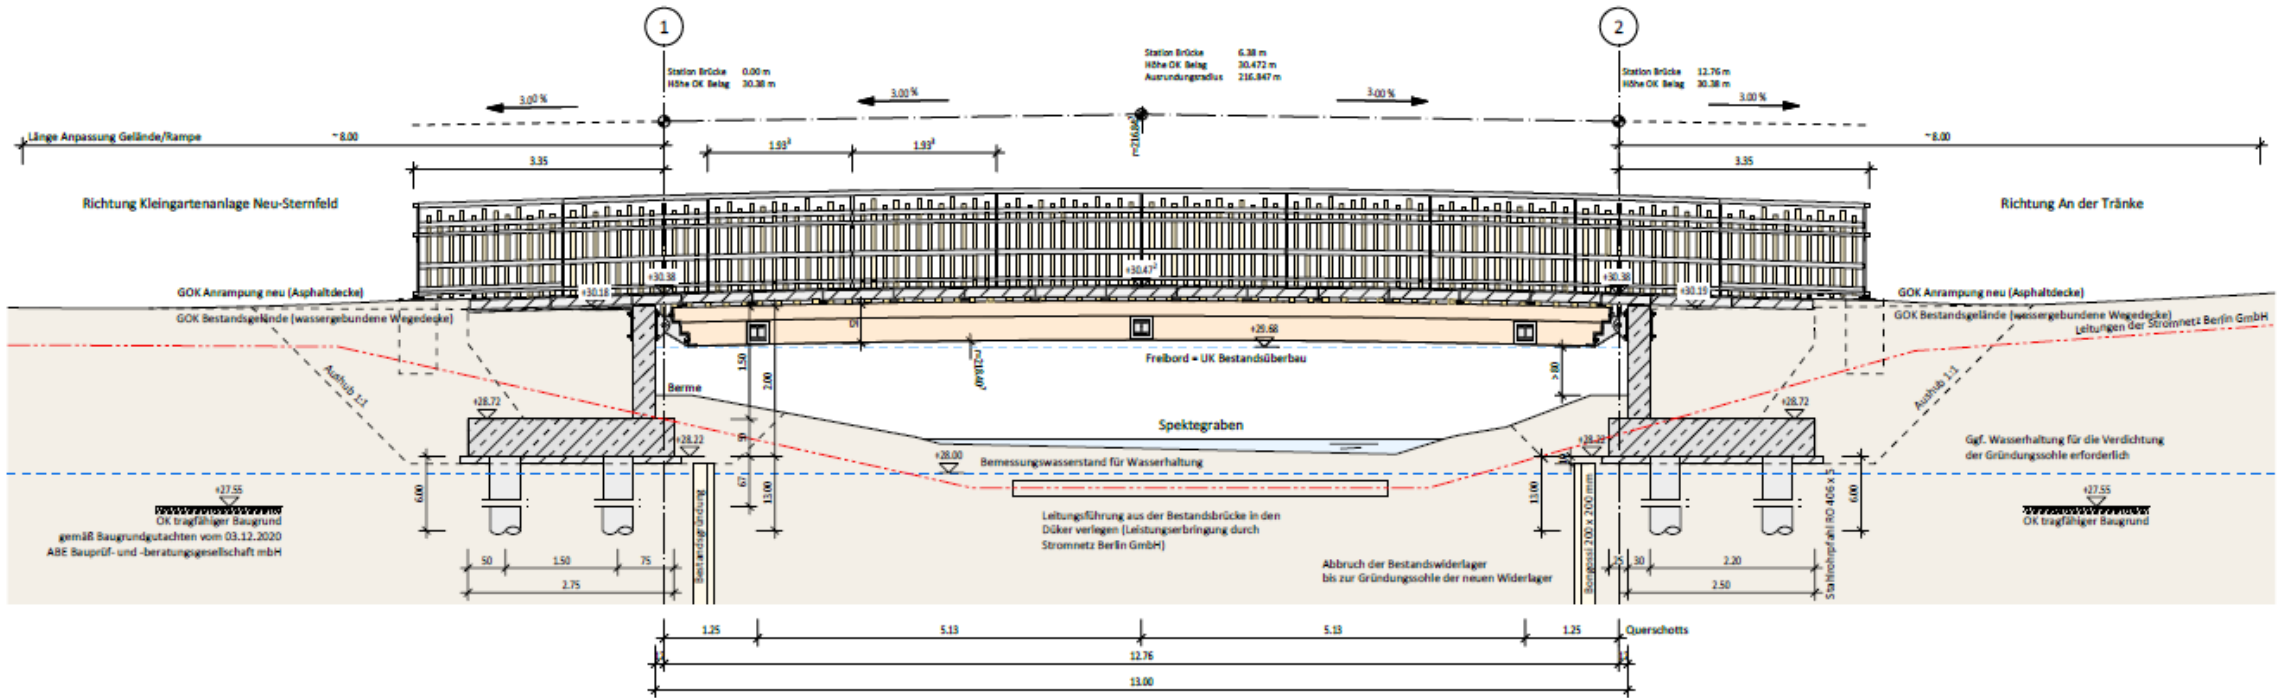 1
2
Station Brücke 0.00 m
Höhe OK Belag 30.38 m
Station Brücke 6.38 m
Höhe OK Belag 30.472 m
Ausrundungsradius 216.847 m
Station Brücke 12.76 m
Höhe OK Belag 30.38 m
3.00 %
3.00 %
3.00 %
3.00 %
Länge Anpassung Gelände/Rampe ~8.00
~8.00
1.93³
1.93³
3.35
3.35
Richtung Kleingartenanlage Neu-Sternfeld
Richtung An der Tränke
+30.38
+30.47²
+30.38
+30.18
+30.19
GOK Anrampung neu (Asphaltdecke)
GOK Anrampung neu (Asphaltdecke)
GOK Bestandsgelände (wassergebundene Wegedecke)
GOK Bestandsgelände (wassergebundene Wegedecke)
Leitungen der Stromnetz Berlin GmbH
+29.68
Freibord = UK Bestandsüberbau
1.50
2.00
>80
Aushub 1:1
Aushub 1:1
Berme
+28.72
+28.72
Spektegraben
+28.22
+28.00
Bemessungswasserstand für Wasserhaltung
Ggf. Wasserhaltung für die Verdichtung
der Gründungssohle erforderlich
6.00
67
13.00
13.00
6.00
+27.55
OK tragfähiger Baugrund
gemäß Baugrundgutachten vom 03.12.2020
ABE Bauprüf- und -beratungsgesellschaft mbH
+27.55
OK tragfähiger Baugrund
Leitungsführung aus der Bestandsbrücke in den
Düker verlegen (Leistungserbringung durch
Stromnetz Berlin GmbH)
Abbruch der Bestandswiderlager
bis zur Gründungssohle der neuen Widerlager
Bestandsgründung
Bongossi 200 x 200 mm
Stahlrohrpfahl RO 406 x 5
50 1.50 75
2.75
25 30 2.20
2.50
1.25 5.13 5.13 1.25 Querschotts
12.76
13.00